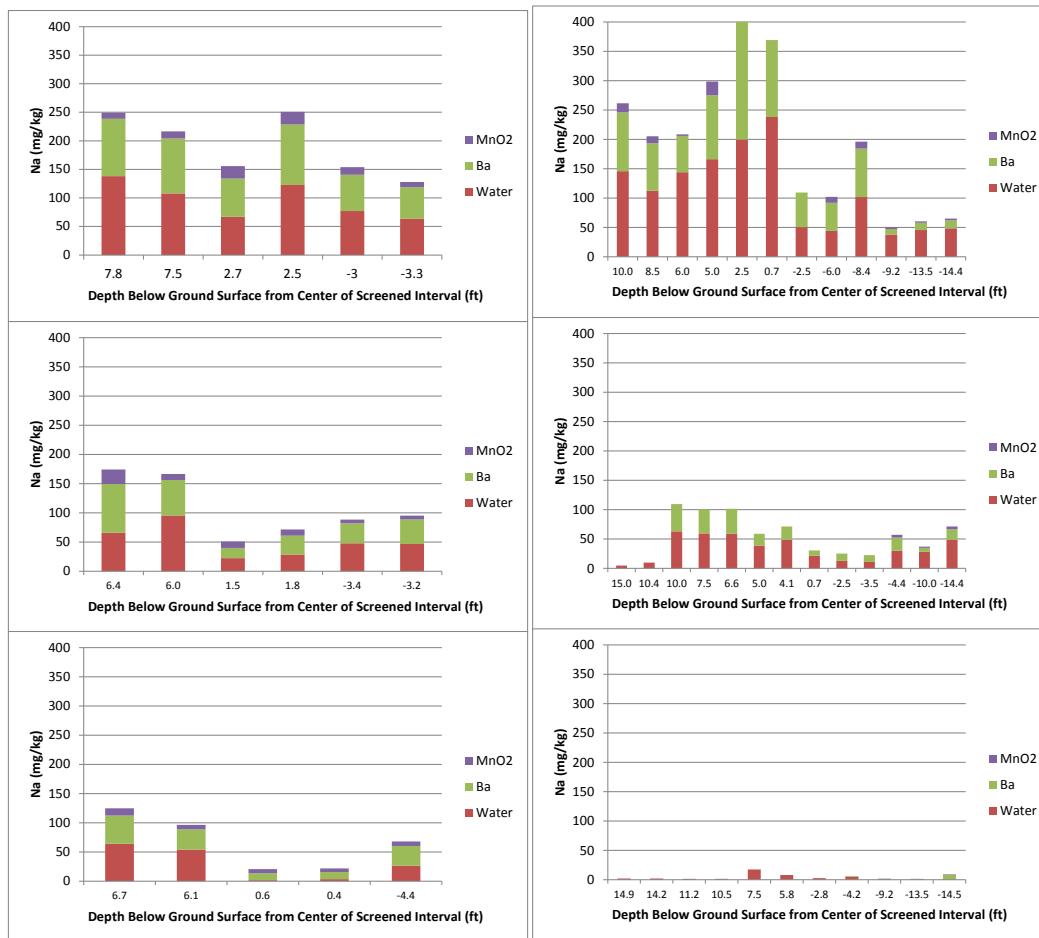 400
350
300
250
200
150
100
50
0
Na (mg/kg)
7.8 7.5 2.7 2.5 -3 -3.3
Depth Below Ground Surface from Center of Screened Interval (ft)
MnO2
Ba
Water
400
350
300
250
200
150
100
50
0
Na (mg/kg)
10.0 8.5 6.0 5.0 2.5 0.7 -2.5 -6.0 -8.4 -9.2 -13.5 -14.4
Depth Below Ground Surface from Center of Screened Interval (ft)
MnO2
Ba
Water
400
350
300
250
200
150
100
50
0
Na (mg/kg)
6.4 6.0 1.5 1.8 -3.4 -3.2
Depth Below Ground Surface from Center of Screened Interval (ft)
MnO2
Ba
Water
400
350
300
250
200
150
100
50
0
Na (mg/kg)
15.0 10.4 10.0 7.5 6.6 5.0 4.1 0.7 -2.5 -3.5 -4.4 -10.0 -14.4
Depth Below Ground Surface from Center of Screened Interval (ft)
MnO2
Ba
Water
400
350
300
250
200
150
100
50
0
Na (mg/kg)
6.7 6.1 0.6 0.4 -4.4
Depth Below Ground Surface from Center of Screened Interval (ft)
MnO2
Ba
Water
400
350
300
250
200
150
100
50
0
Na (mg/kg)
14.9 14.2 11.2 10.5 7.5 5.8 -2.8 -4.2 -9.2 -13.5 -14.5
Depth Below Ground Surface from Center of Screened Interval (ft)
MnO2
Ba
Water